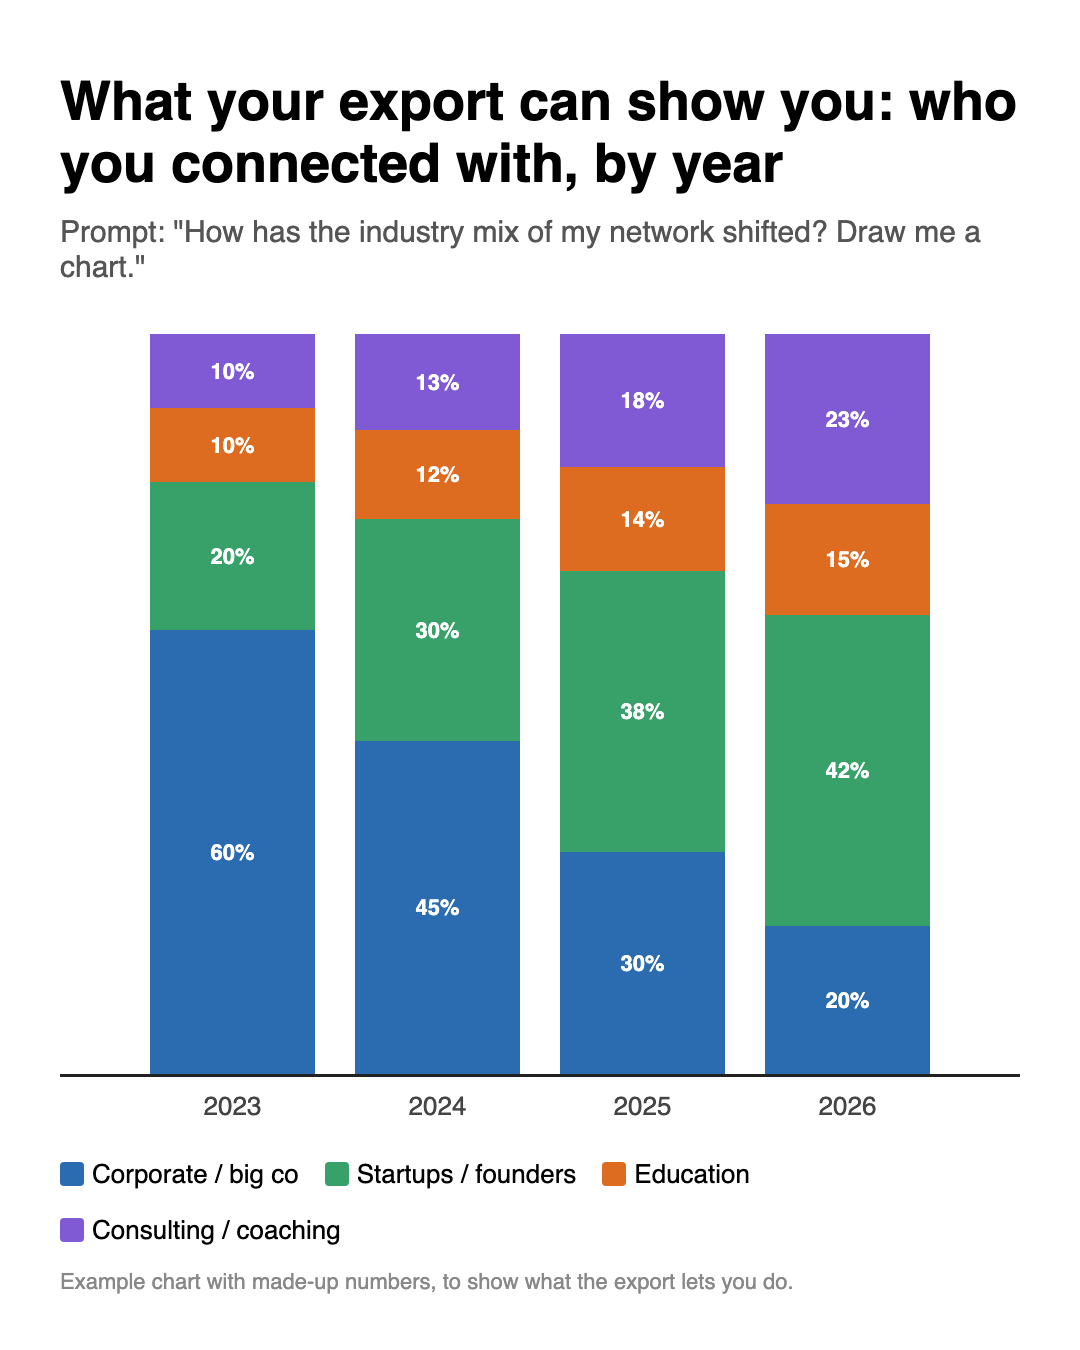 What your export can show you: who
you connected with, by year
Prompt: "How has the industry mix of my network shifted? Draw me a
chart."
10% 13% 18% 23%
10% 12% 14% 15%
20% 30% 38% 42%
60% 45% 30% 20%
2023 2024 2025 2026
Corporate / big co Startups / founders Education
Consulting / coaching
Example chart with made-up numbers, to show what the export lets you do.